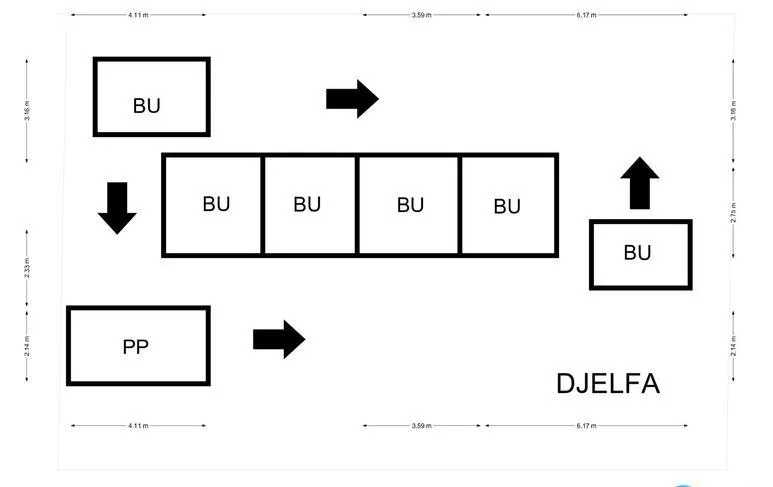 4.11 m 3.59 m 6.17 m
BU
3.16 m 3.16 m
BU BU BU BU
2.75 m
BU
2.33 m
PP
2.14 m 2.14 m
DJELFA
4.11 m 3.59 m 6.17 m